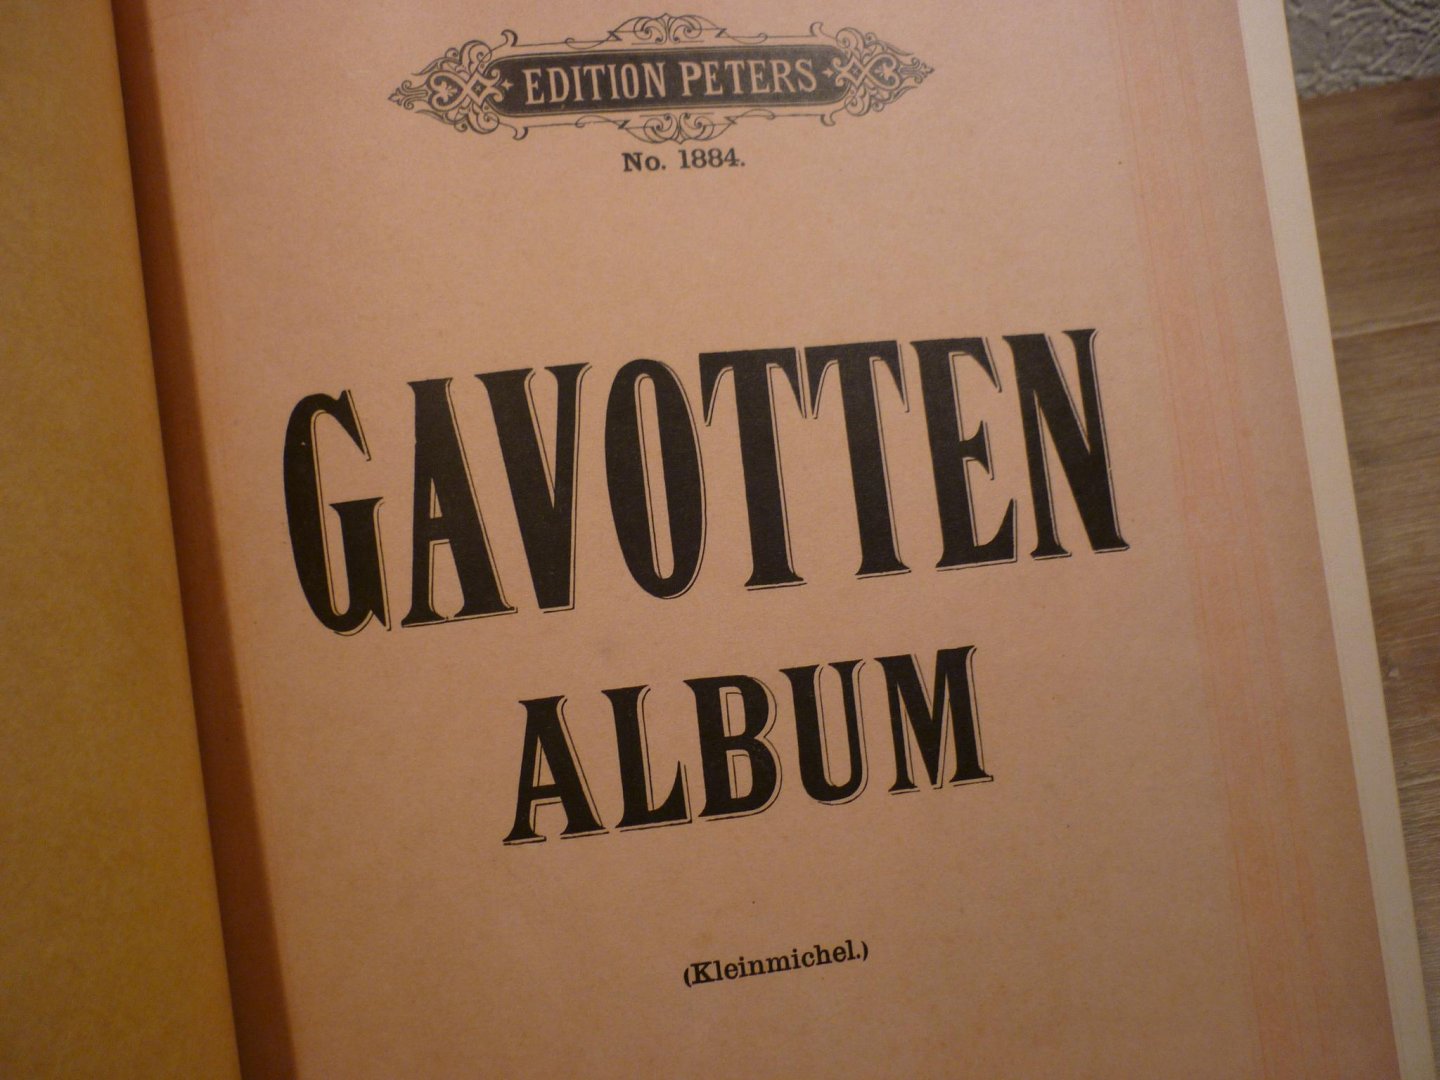 EDITION PETERS
No. 1884.
GAVOTTEN
ALBUM
(Kleinmichel.)